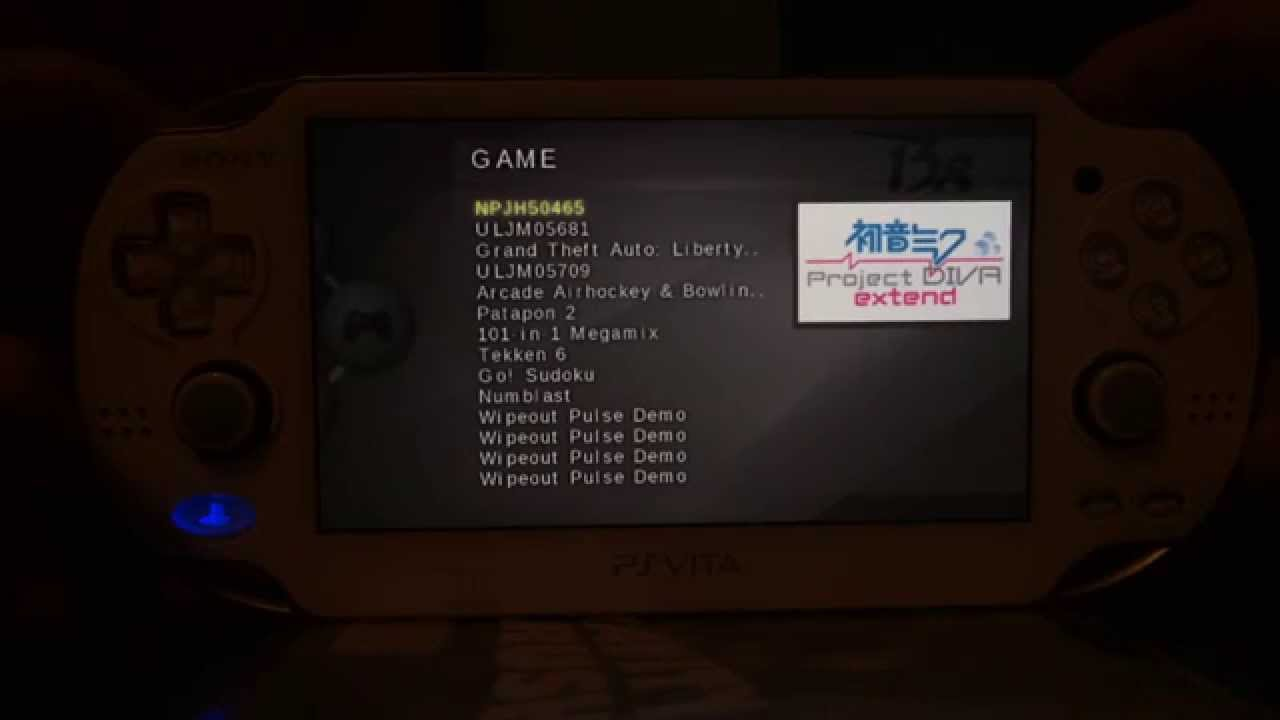 SONY
GAME
NPJH50465
ULJM05681
Grand Theft Auto: Liberty..
ULJM05709
Arcade Airhockey & Bowlin..
Patapon 2
101-in-1 Megamix
Tekken 6
Go! Sudoku
Numblast
Wipeout Pulse Demo
Wipeout Pulse Demo
Wipeout Pulse Demo
Wipeout Pulse Demo
初音ミク
Project DIVA
extend
PSVITA